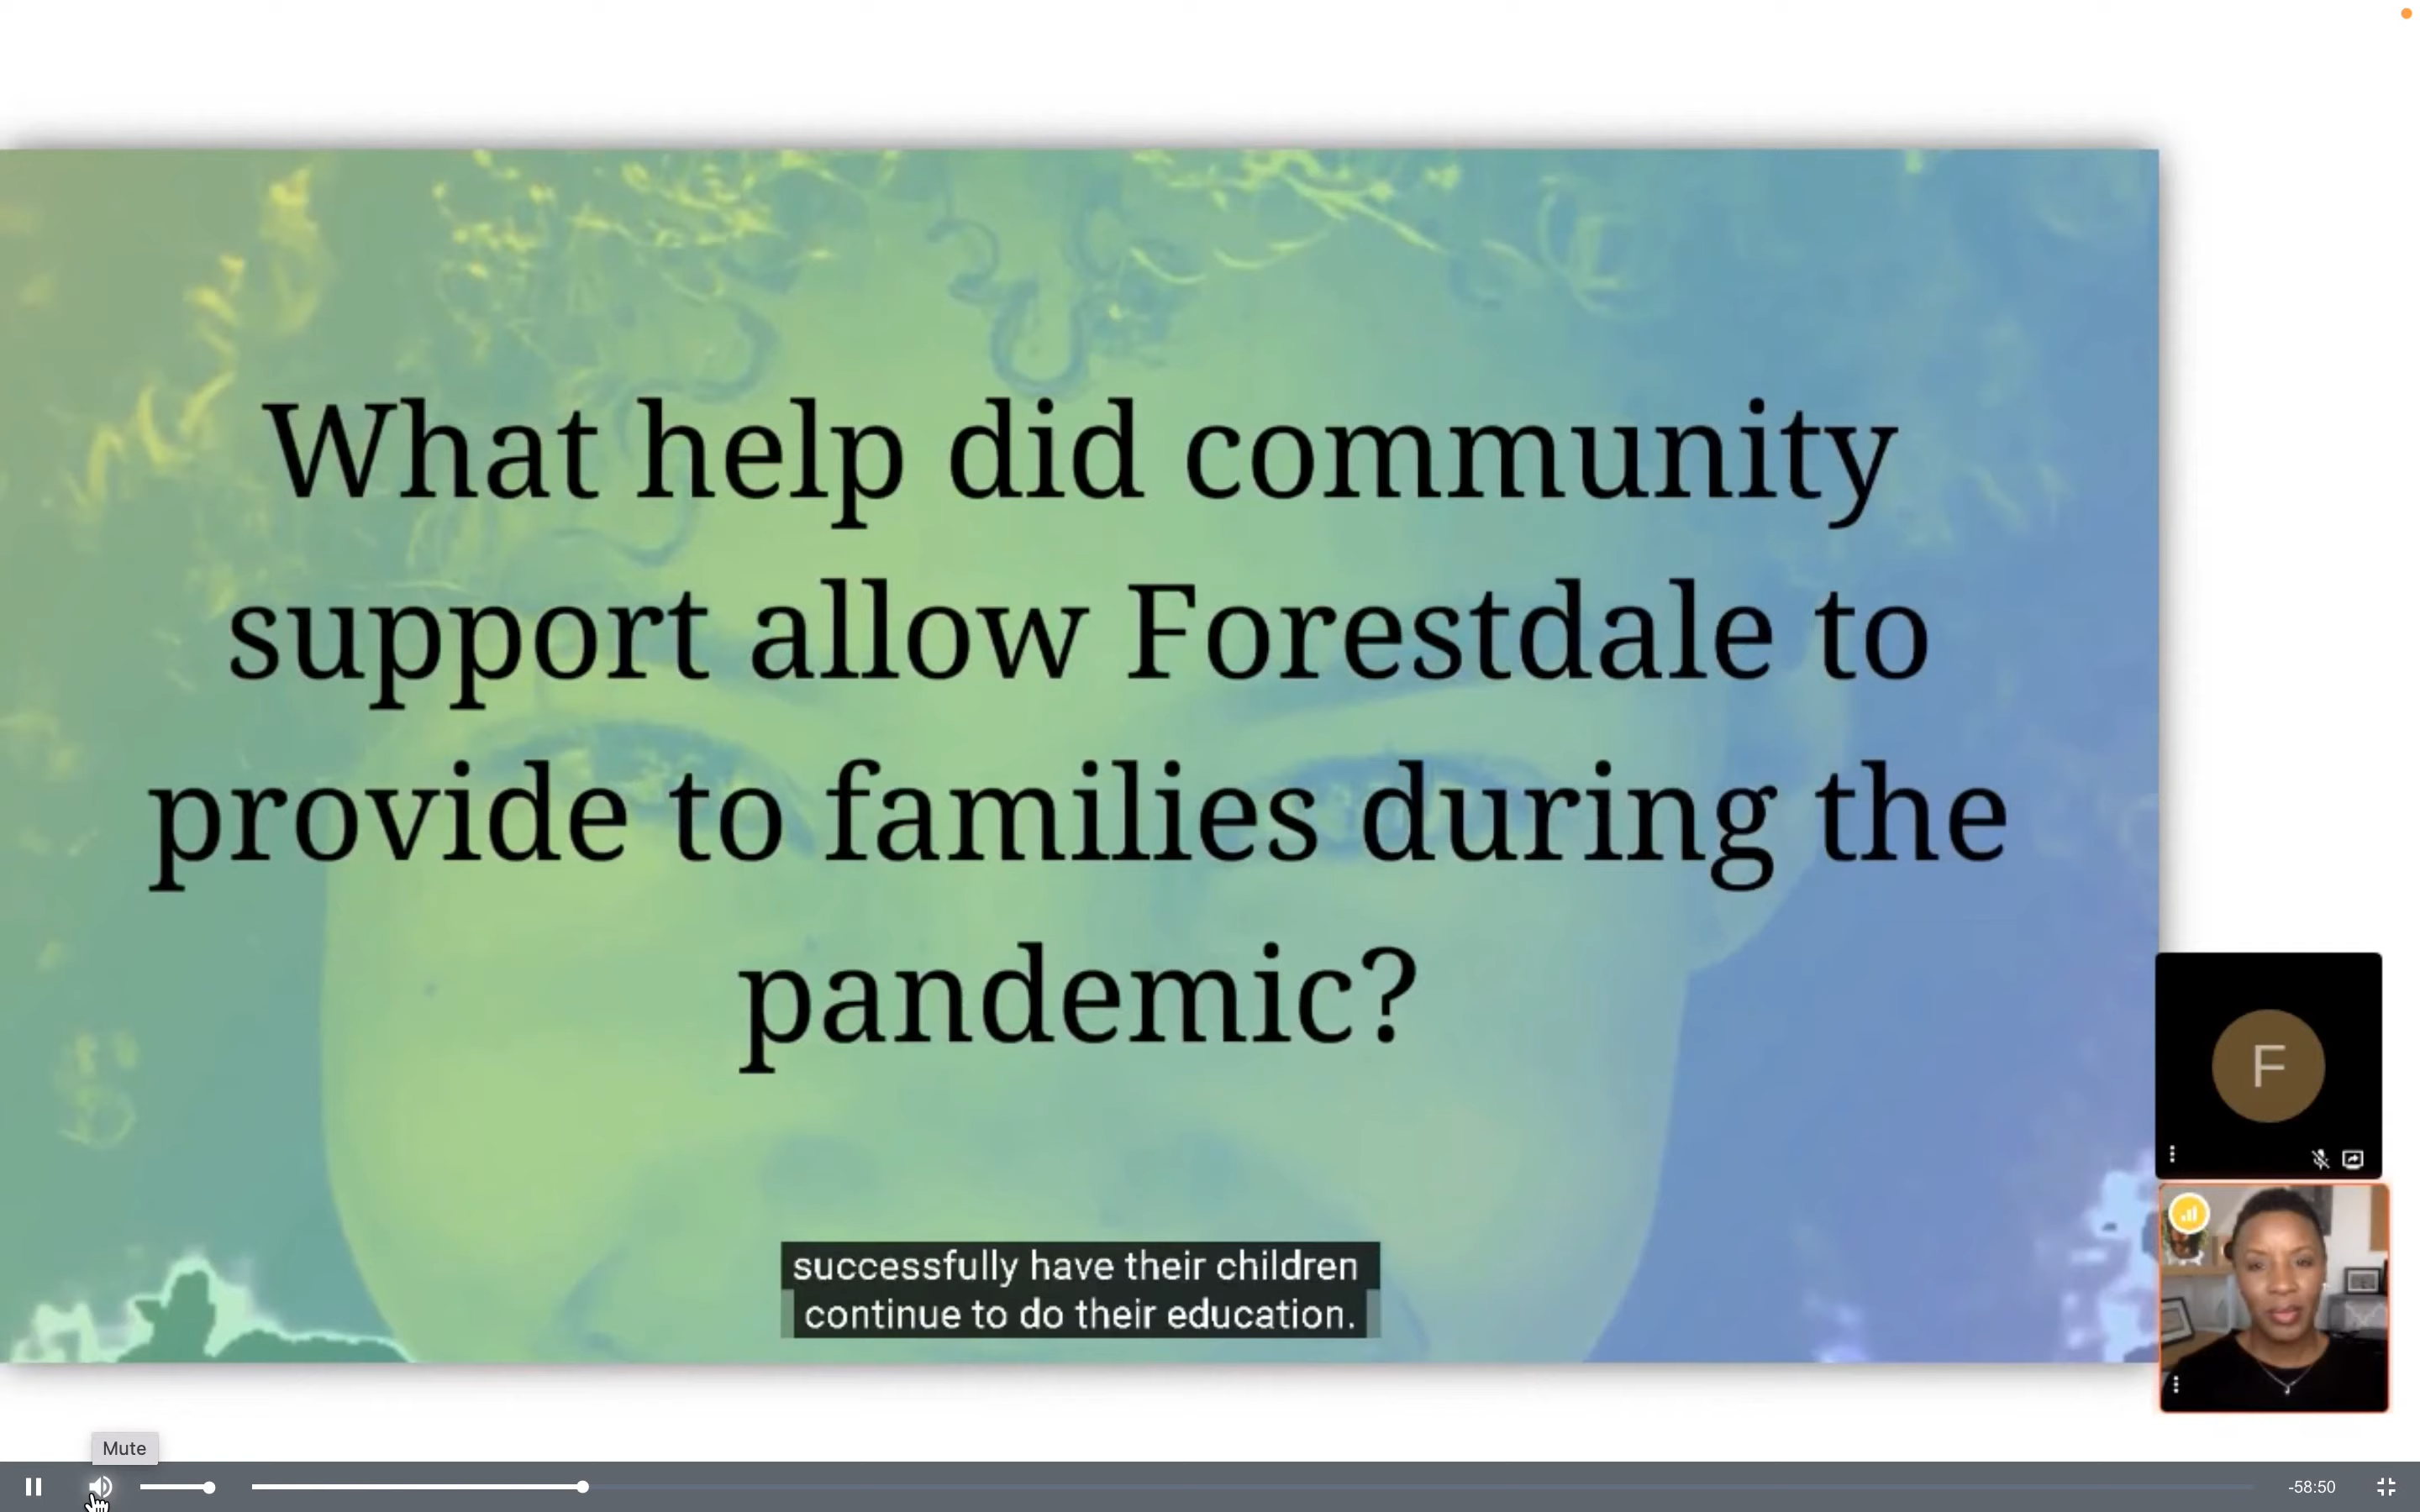 What help did community
support allow Forestdale to
provide to families during the
pandemic?
F
successfully have their children
continue to do their education.
Mute
-58:50